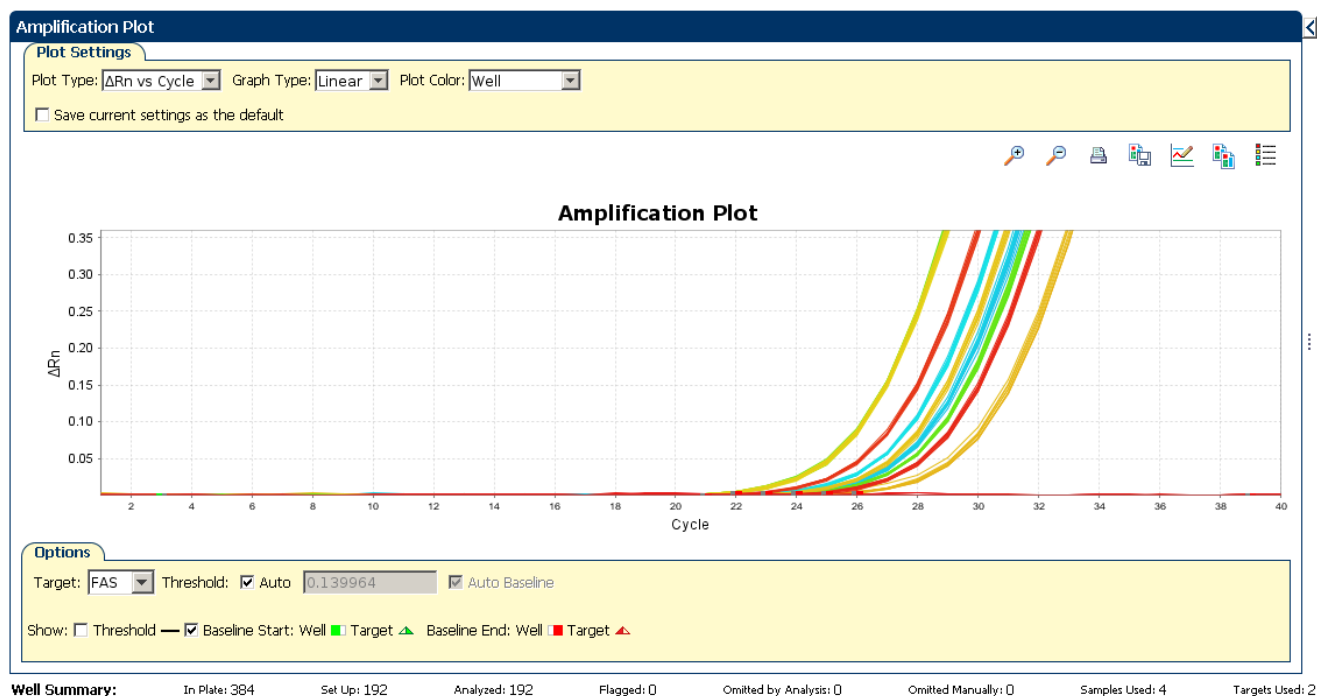 Amplification Plot
Plot Settings
Plot Type: ΔRn vs Cycle Graph Type: Linear Plot Color: Well
Save current settings as the default
Amplification Plot
0.35
0.30
0.25
0.20
0.15
0.10
0.05
ΔRn
2 4 6 8 10 12 14 16 18 20 22 24 26 28 30 32 34 36 38 40
Cycle
Options
Target: FAS Threshold: Auto 0.139964 Auto Baseline
Show: Threshold Baseline Start: Well Target Baseline End: Well Target
Well Summary: In Plate: 384 Set Up: 192 Analyzed: 192 Flagged: 0 Omitted by Analysis: 0 Omitted Manually: 0 Samples Used: 4 Targets Used: 2